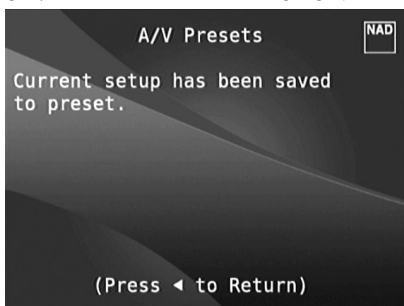 A/V Presets
NAD
Current setup has been saved
to preset.
(Press ◄ to Return)